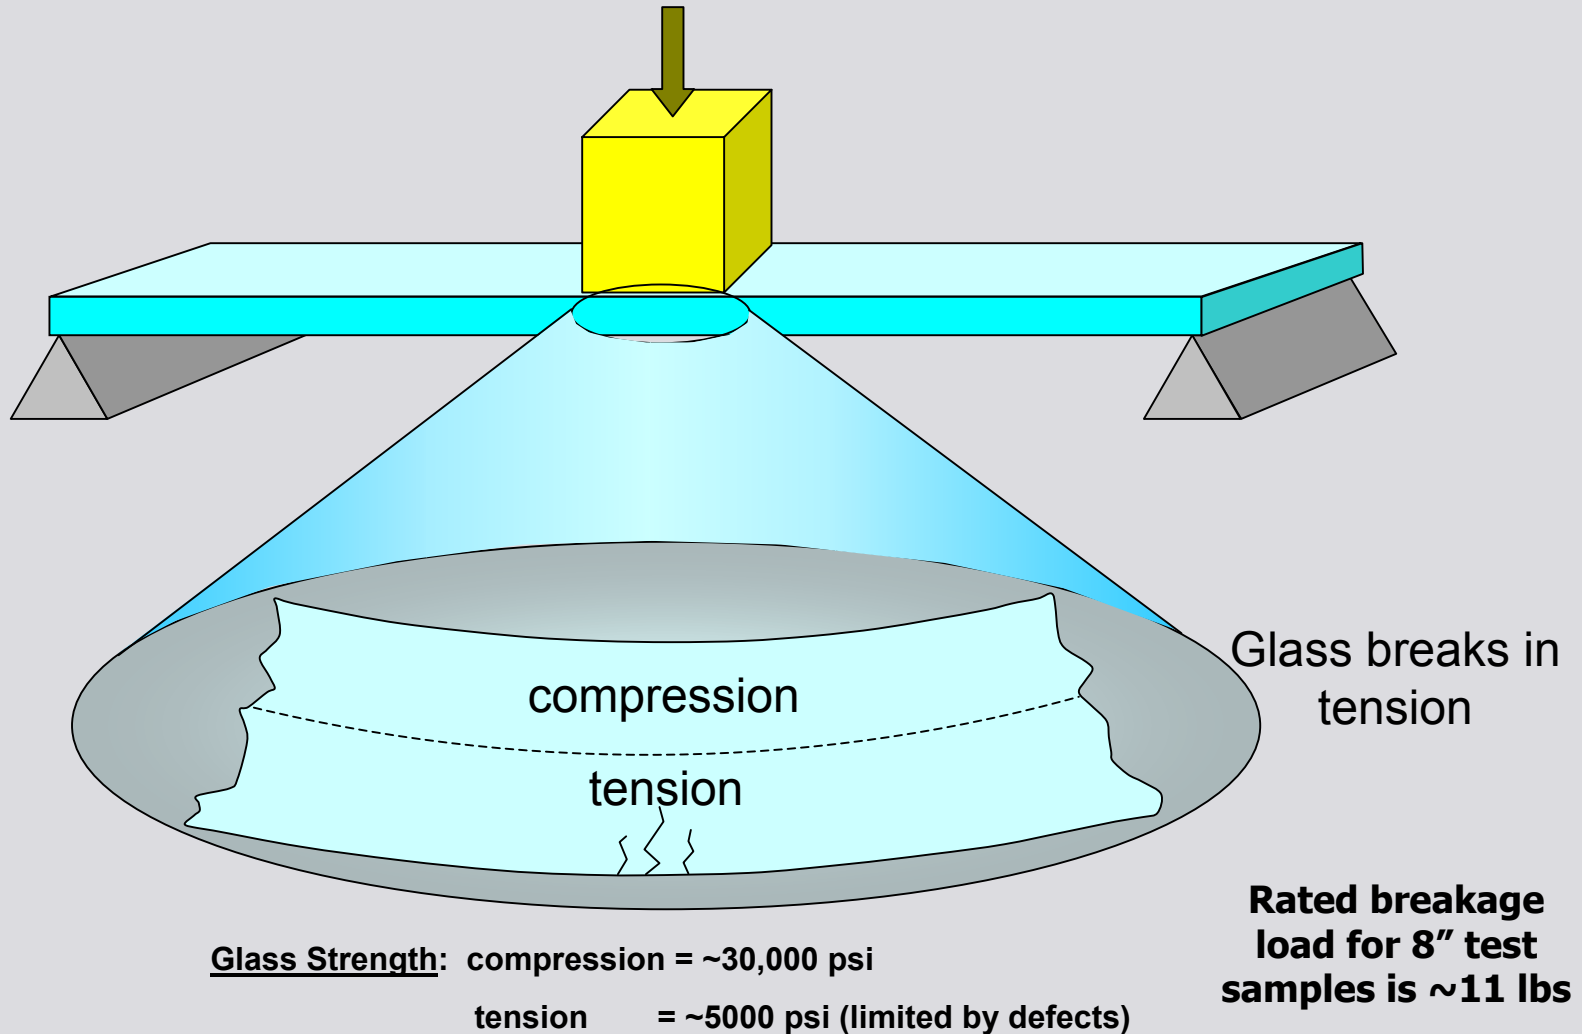 compression
tension
Glass breaks in
tension
Rated breakage
load for 8″ test
samples is ~11 lbs
Glass Strength: compression = ~30,000 psi
tension = ~5000 psi (limited by defects)